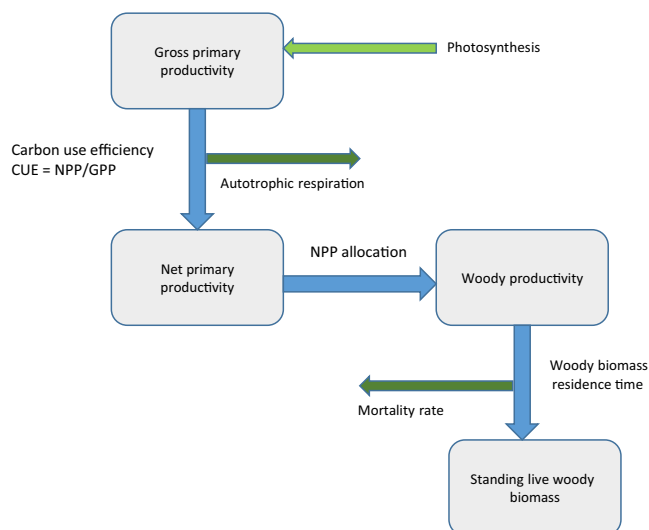 Gross primary
productivity
Photosynthesis
Carbon use efficiency
CUE = NPP/GPP
Autotrophic respiration
Net primary
productivity
NPP allocation
Woody productivity
Woody biomass
residence time
Mortality rate
Standing live woody
biomass